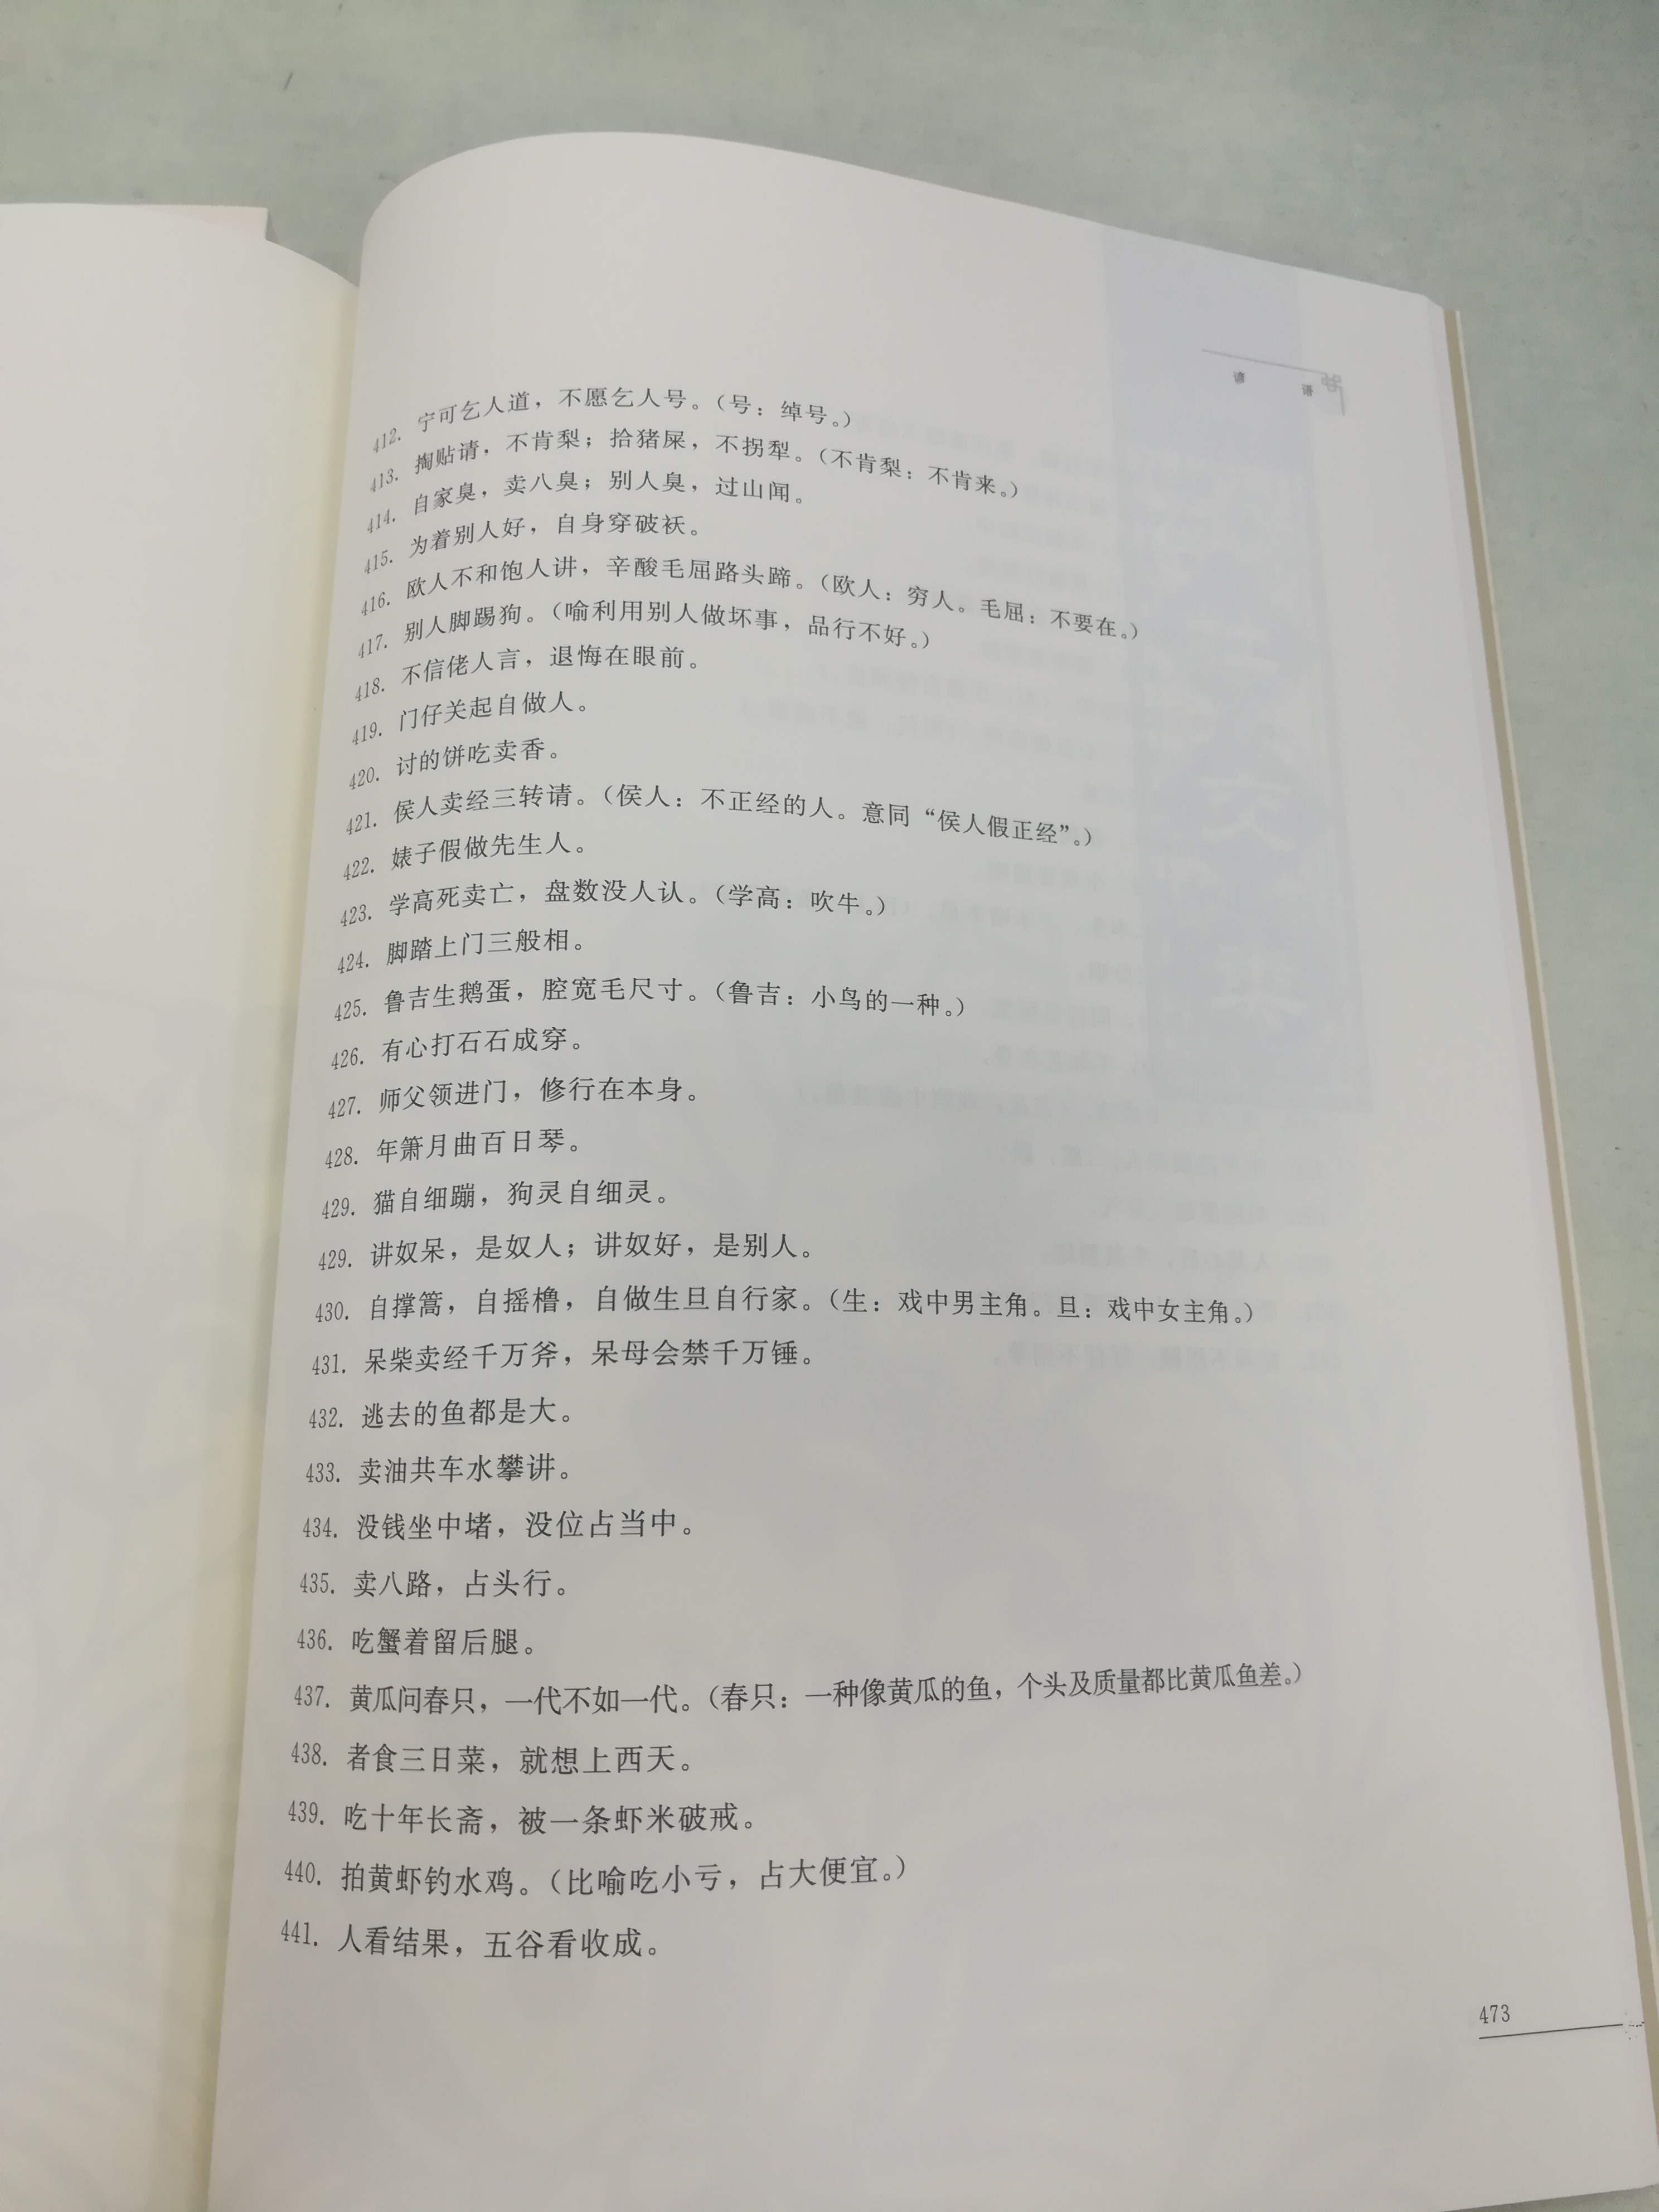 谚 语
412. 宁可乞人道，不愿乞人号。（号：绰号。）
413. 掏贴请，不肯梨；拾猪屎，不拐犁。（不肯梨：不肯来。）
414. 自家臭，卖八臭；别人臭，过山闻。
415. 为着别人好，自身穿破袄。
416. 欧人不和饱人讲，辛酸毛屈路头蹄。（欧人：穷人。毛屈：不要在。）
417. 别人脚踢狗。（喻利用别人做坏事，品行不好。）
418. 不信佬人言，退悔在眼前。
419. 门仔关起自做人。
420. 讨的饼吃卖香。
421. 侯人卖经三转请。（侯人：不正经的人。意同“侯人假正经”。）
422. 婊子假做先生人。
423. 学高死卖亡，盘数没人认。（学高：吹牛。）
424. 脚踏上门三般相。
425. 鲁吉生鹅蛋，腔宽毛尺寸。（鲁吉：小鸟的一种。）
426. 有心打石石成穿。
427. 师父领进门，修行在本身。
428. 年箫月曲百日琴。
429. 猫自细蹦，狗灵自细灵。
429. 讲奴呆，是奴人；讲奴好，是别人。
430. 自撑篙，自摇橹，自做生旦自行家。（生：戏中男主角。旦：戏中女主角。）
431. 呆柴卖经千万斧，呆母会禁千万锤。
432. 逃去的鱼都是大。
433. 卖油共车水攀讲。
434. 没钱坐中堵，没位占当中。
435. 卖八路，占头行。
436. 吃蟹着留后腿。
437. 黄瓜问春只，一代不如一代。（春只：一种像黄瓜的鱼，个头及质量都比黄瓜鱼差。）
438. 者食三日菜，就想上西天。
439. 吃十年长斋，被一条虾米破戒。
440. 拍黄虾钓水鸡。（比喻吃小亏，占大便宜。）
441. 人看结果，五谷看收成。
473